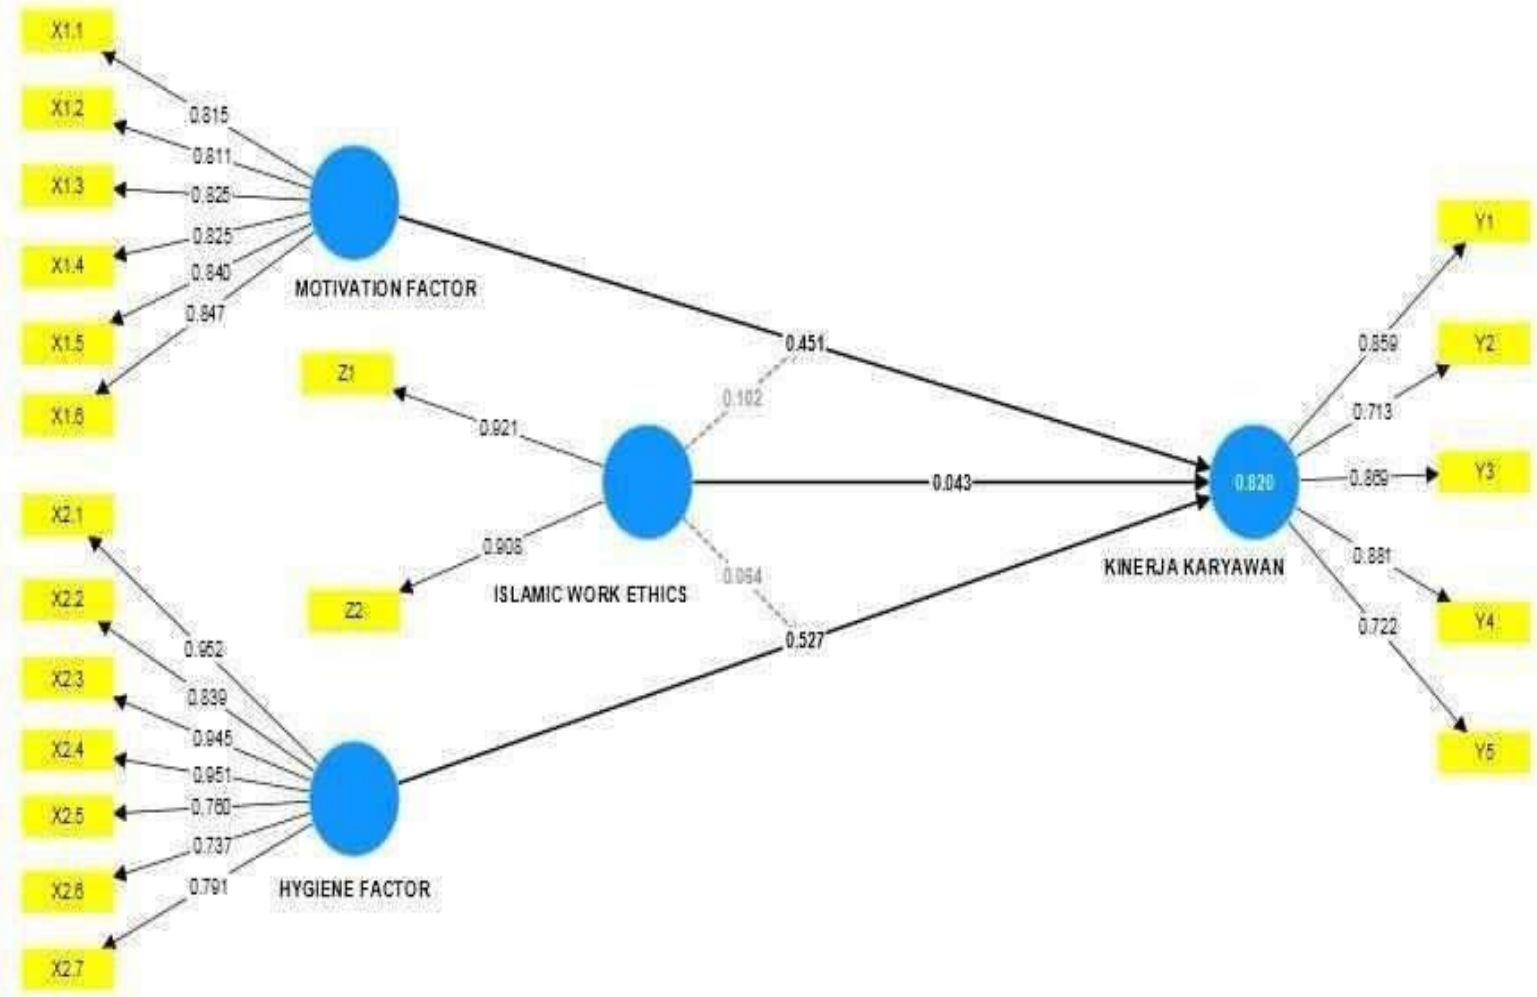 X1.1
X1.2
X1.3
X1.4
X1.5
X1.6
0.815
0.811
0.825
0.825
0.840
0.847
MOTIVATION FACTOR
Z1
Z2
0.921
0.908
ISLAMIC WORK ETHICS
X2.1
X2.2
X2.3
X2.4
X2.5
X2.6
X2.7
0.952
0.839
0.945
0.951
0.760
0.737
0.791
HYGIENE FACTOR
0.451
0.102
0.043
0.064
0.527
0.820
KINERJA KARYAWAN
0.859
0.713
0.869
0.881
0.722
Y1
Y2
Y3
Y4
Y5